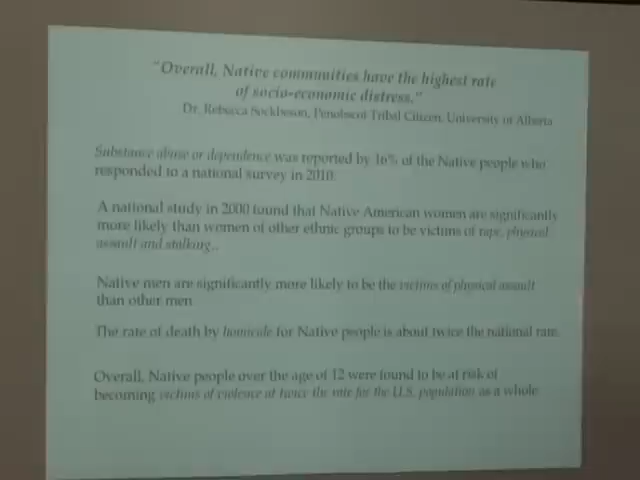 "Overall, Native communities have the highest rate
of socio-economic distress."
Dr. Rebecca Sockbeson, Penobscot Tribal Citizen, University of Alberta
Substance abuse or dependence was reported by 16% of the Native people who
responded to a national survey in 2010.
A national study in 2000 found that Native American women are significantly
more likely than women of other ethnic groups to be victims of rape, physical
assault and stalking...
Native men are significantly more likely to be the victims of physical assault
than other men
The rate of death by homicide for Native people is about twice the national rate.
Overall, Native people over the age of 12 were found to be at risk of
becoming victims of violence at twice the rate for the U.S. population as a whole